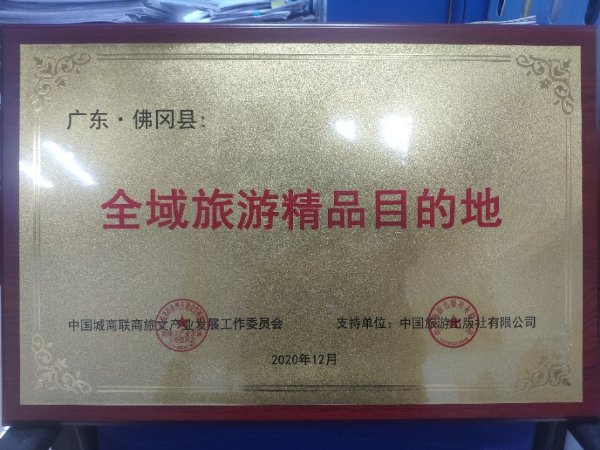 广东·佛冈县:
全域旅游精品目的地
中国城商联商旅文产业发展工作委员会 支持单位: 中国旅游出版社有限公司
2020年12月